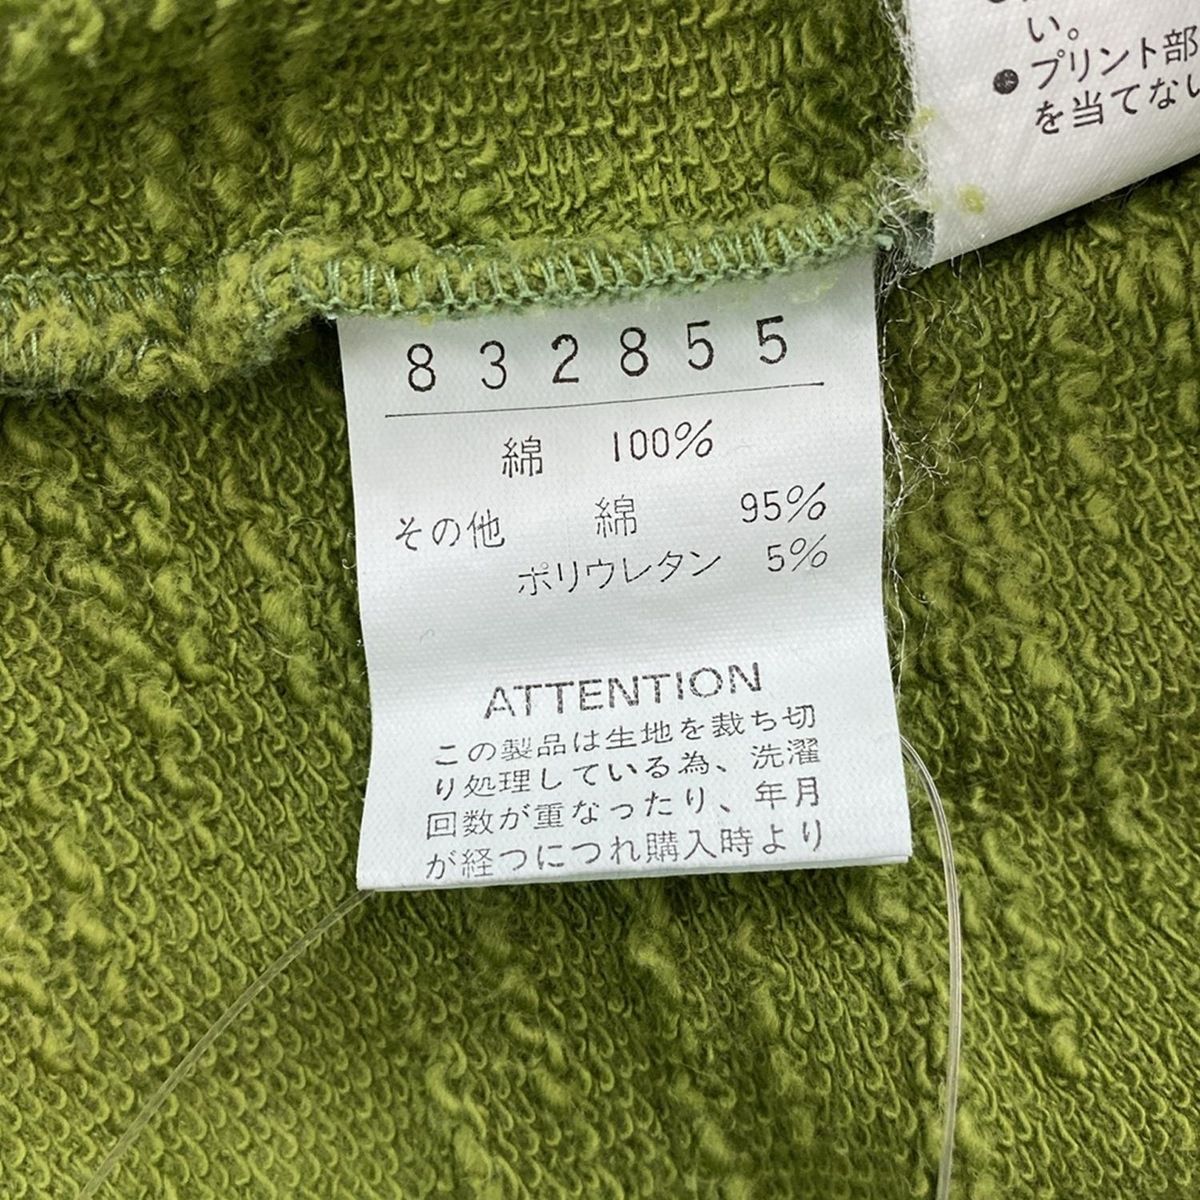 い。
●プリント部
を当てない
832855
綿 100%
その他 綿 95%
ポリウレタン 5%
ATTENTION
この製品は生地を裁ち切
り処理している為、洗濯
回数が重なったり、年月
が経つにつれ購入時より